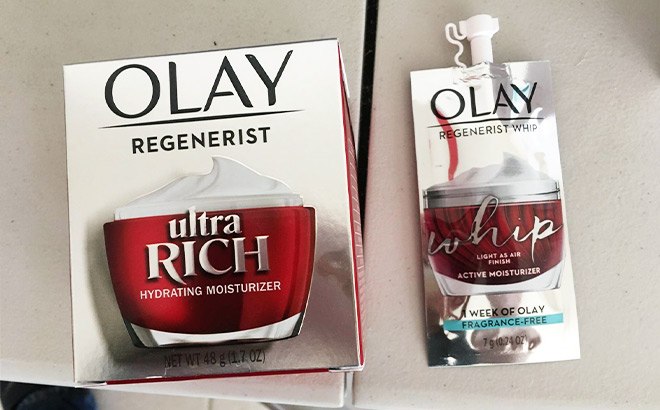 OLAY
REGENERIST
ultra
RICH
HYDRATING MOISTURIZER
NET WT 48 g (1.7 OZ)
OLAY
REGENERIST WHIP
whip
LIGHT AS AIR
FINISH
ACTIVE MOISTURIZER
1 WEEK OF OLAY
FRAGRANCE-FREE
7 g (0.24 OZ)